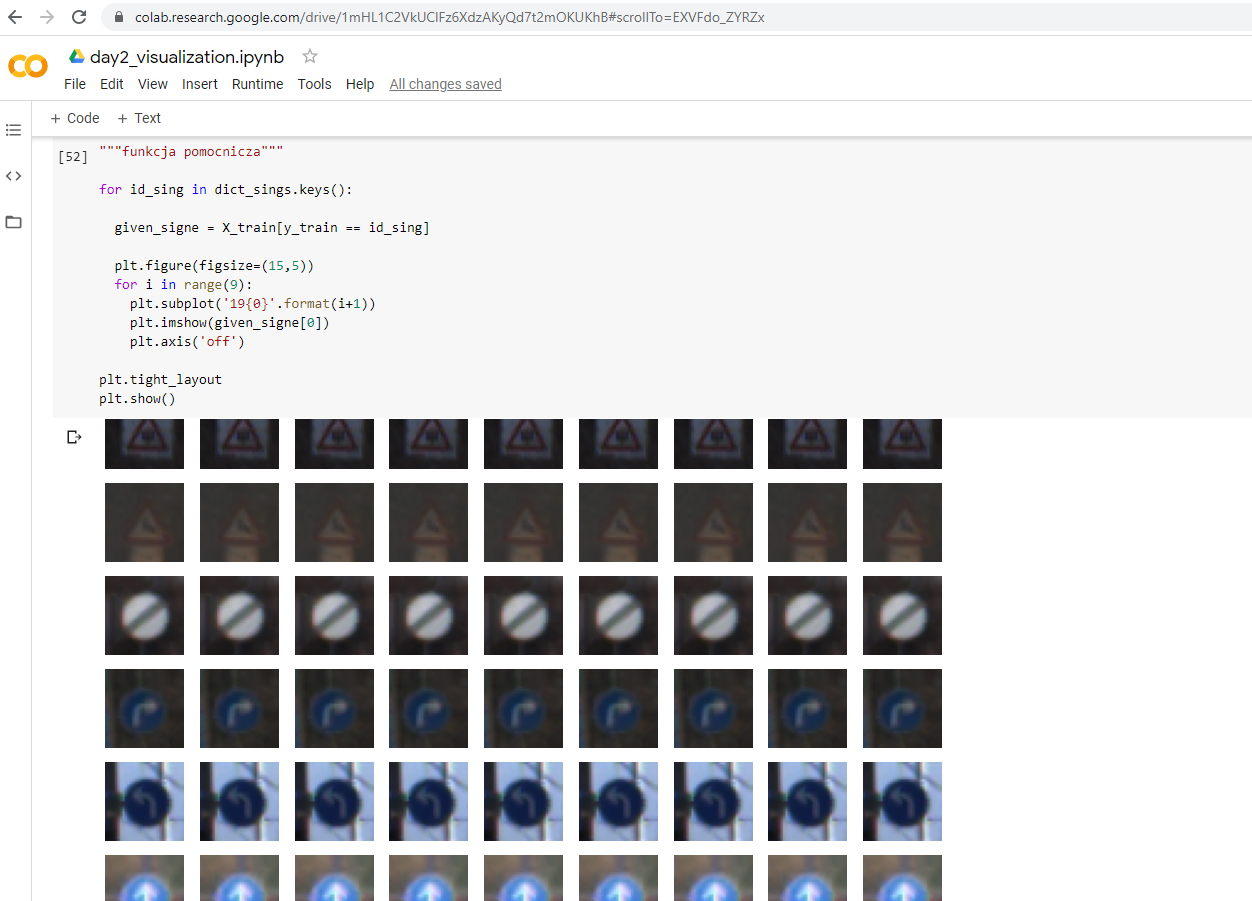 colab.research.google.com/drive/1mHL1C2VkUCIFz6XdzAKyQd7t2mOKUKhB#scrollTo=EXVFdo_ZYRZx
day2_visualization.ipynb
File Edit View Insert Runtime Tools Help All changes saved
+ Code + Text
[52] """funkcja pomocnicza"""
for id_sing in dict_sings.keys():
given_signe = X_train[y_train == id_sing]
plt.figure(figsize=(15,5))
for i in range(9):
plt.subplot('19{0}'.format(i+1))
plt.imshow(given_signe[0])
plt.axis('off')
plt.tight_layout
plt.show()